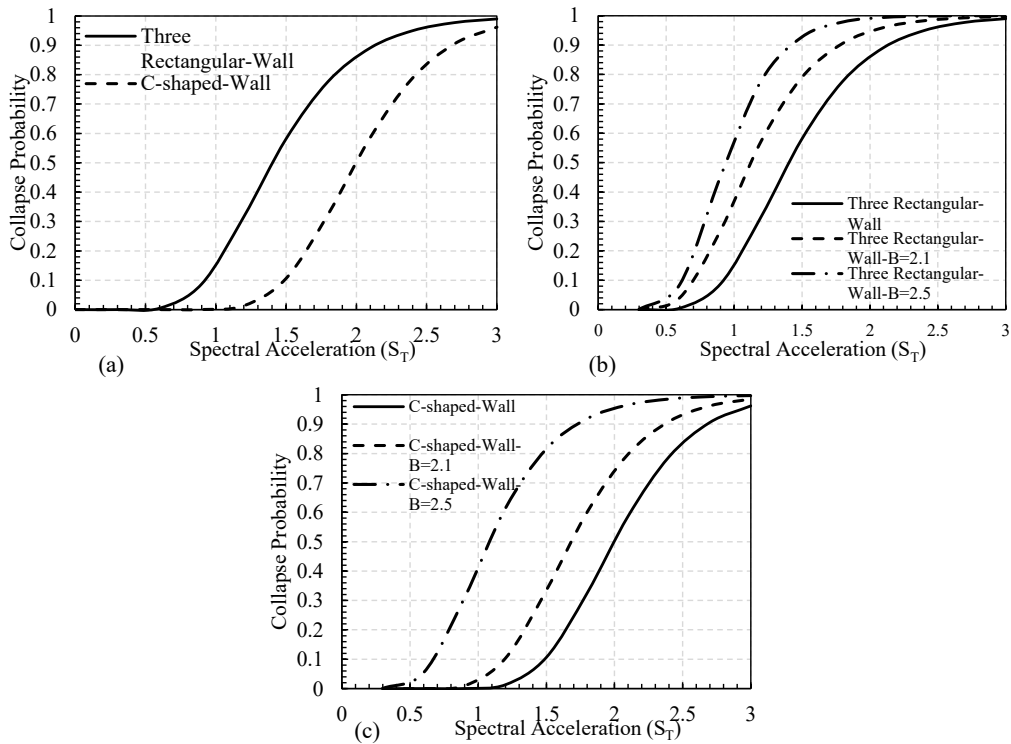 1
0.9
0.8
0.7
0.6
0.5
0.4
0.3
0.2
0.1
0
Collapse Probability
Three
Rectangular-Wall
C-shaped-Wall
0 0.5 1 1.5 2 2.5 3
Spectral Acceleration (S_T)
(a)
1
0.9
0.8
0.7
0.6
0.5
0.4
0.3
0.2
0.1
0
Collapse Probability
Three Rectangular-
Wall
Three Rectangular-
Wall-B=2.1
Three Rectangular-
Wall-B=2.5
0 0.5 1 1.5 2 2.5 3
Spectral Acceleration (S_T)
(b)
1
0.9
0.8
0.7
0.6
0.5
0.4
0.3
0.2
0.1
0
Collapse Probability
C-shaped-Wall
C-shaped-Wall-
B=2.1
C-shaped-Wall-
B=2.5
0 0.5 1 1.5 2 2.5 3
Spectral Acceleration (S_T)
(c)